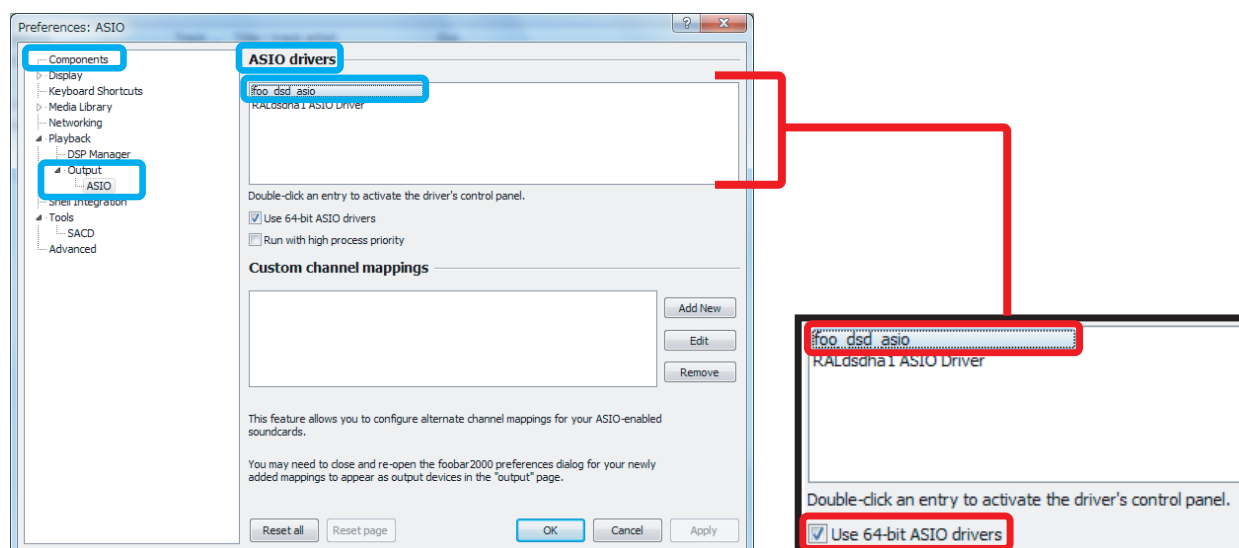 Preferences: ASIO
Components
Display
Keyboard Shortcuts
Media Library
Networking
Playback
DSP Manager
Output
ASIO
Shell Integration
Tools
SACD
Advanced
ASIO drivers
foo_dsd_asio
RALdsdha1 ASIO Driver
Double-click an entry to activate the driver's control panel.
Use 64-bit ASIO drivers
Run with high process priority
Custom channel mappings
Add New
Edit
Remove
This feature allows you to configure alternate channel mappings for your ASIO-enabled
soundcards.
You may need to close and re-open the foobar2000 preferences dialog for your newly
added mappings to appear as output devices in the "output" page.
Reset all
Reset page
OK
Cancel
Apply
foo_dsd_asio
RALdsdha1 ASIO Driver
Double-click an entry to activate the driver's control panel.
Use 64-bit ASIO drivers